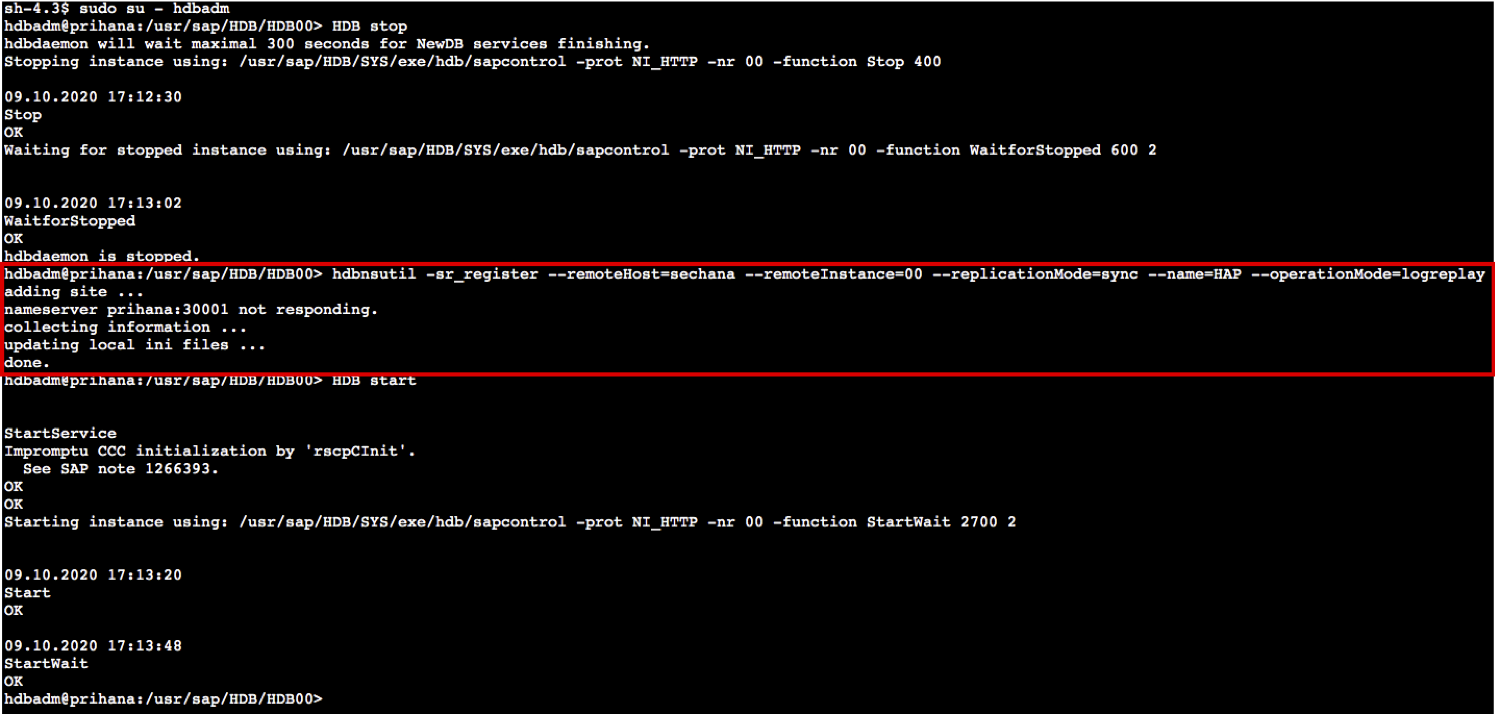 sh-4.3$ sudo su - hdbadm
hdbadm@prihana:/usr/sap/HDB/HDB00> HDB stop
hdbdaemon will wait maximal 300 seconds for NewDB services finishing.
Stopping instance using: /usr/sap/HDB/SYS/exe/hdb/sapcontrol -prot NI_HTTP -nr 00 -function Stop 400
09.10.2020 17:12:30
Stop
OK
Waiting for stopped instance using: /usr/sap/HDB/SYS/exe/hdb/sapcontrol -prot NI_HTTP -nr 00 -function WaitforStopped 600 2
09.10.2020 17:13:02
WaitforStopped
OK
hdbdaemon is stopped.
hdbadm@prihana:/usr/sap/HDB/HDB00> hdbnsutil -sr_register --remoteHost=sechana --remoteInstance=00 --replicationMode=sync --name=HAP --operationMode=logreplay
adding site ...
nameserver prihana:30001 not responding.
collecting information ...
updating local ini files ...
done.
hdbadm@prihana:/usr/sap/HDB/HDB00> HDB start
StartService
Impromptu CCC initialization by 'rscpCInit'.
See SAP note 1266393.
OK
OK
Starting instance using: /usr/sap/HDB/SYS/exe/hdb/sapcontrol -prot NI_HTTP -nr 00 -function StartWait 2700 2
09.10.2020 17:13:20
Start
OK
09.10.2020 17:13:48
StartWait
OK
hdbadm@prihana:/usr/sap/HDB/HDB00>